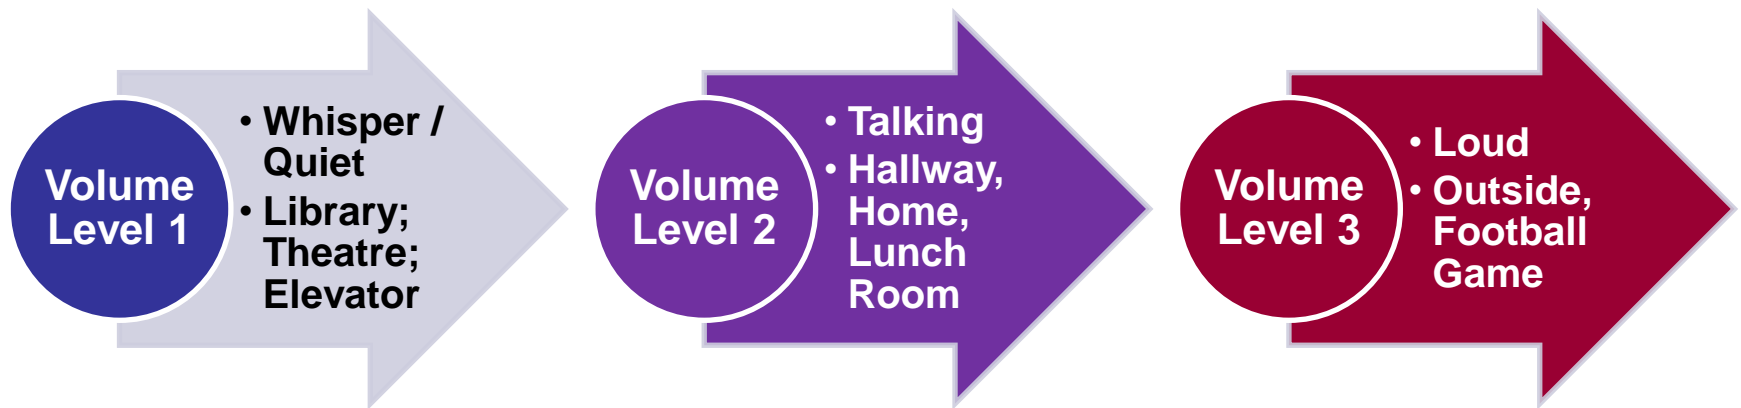 Volume
Level 1
• Whisper /
Quiet
• Library;
Theatre;
Elevator
Volume
Level 2
• Talking
• Hallway,
Home,
Lunch
Room
Volume
Level 3
• Loud
• Outside,
Football
Game